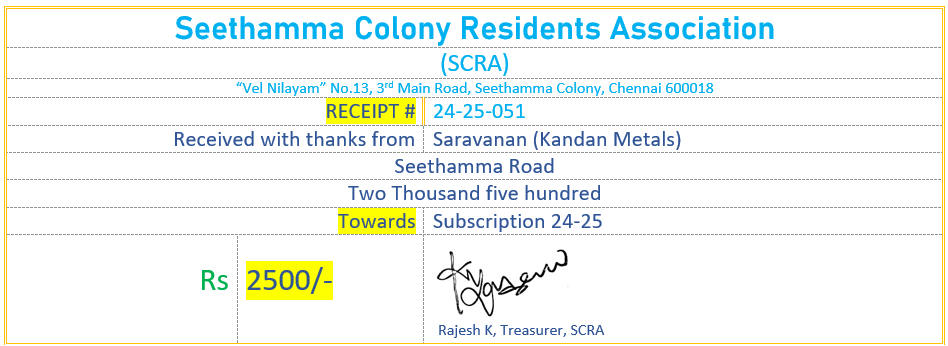 Seethamma Colony Residents Association
(SCRA)
“Vel Nilayam” No.13, 3rd Main Road, Seethamma Colony, Chennai 600018
RECEIPT # 24-25-051
Received with thanks from Saravanan (Kandan Metals)
Seethamma Road
Two Thousand five hundred
Towards Subscription 24-25
Rs 2500/-
Rajesh K, Treasurer, SCRA